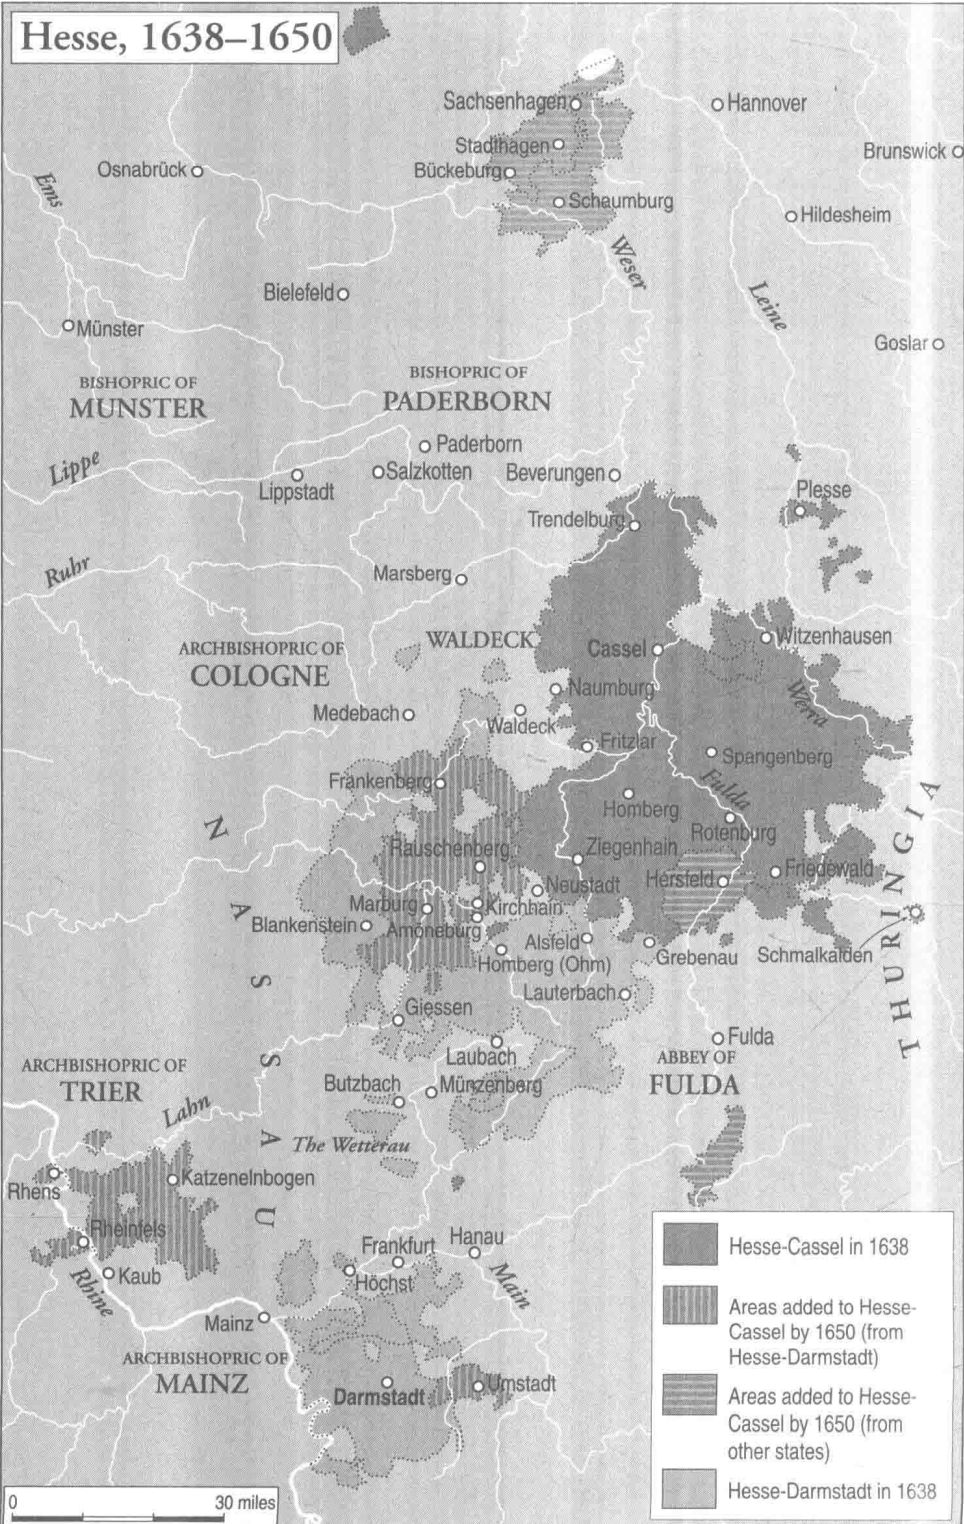 Hesse, 1638–1650
Sachsenhagen
Hannover
Stadthagen
Brunswick
Osnabrück
Bückeburg
Ems
Schaumburg
Hildesheim
Weser
Bielefeld
Leine
Münster
Goslar
BISHOPRIC OF
MUNSTER
BISHOPRIC OF
PADERBORN
Paderborn
Lippe
Salzkotten
Beverungen
Lippstadt
Plesse
Trendelburg
Ruhr
Marsberg
ARCHBISHOPRIC OF
COLOGNE
WALDECK
Cassel
Witzenhausen
Naumburg
Werra
Medebach
Waldeck
Fritzlar
Spangenberg
Frankenberg
Fulda
Homberg
Rotenburg
NASSAU
THURINGIA
Rauschenberg
Ziegenhain
Friedewald
Hersfeld
Neustadt
Marburg
Kirchhain
Blankenstein
Amöneburg
Alsfeld
Homberg (Ohm)
Grebenau
Schmalkalden
Lauterbach
Giessen
Fulda
Laubach
ABBEY OF
FULDA
ARCHBISHOPRIC OF
TRIER
Butzbach
Münzenberg
Lahn
The Wetterau
Katzenelnbogen
Rhens
Rheinfels
Frankfurt
Hanau
Kaub
Höchst
Main
Rhine
Mainz
ARCHBISHOPRIC OF
MAINZ
Darmstadt
Umstadt
Hesse-Cassel in 1638
Areas added to Hesse-
Cassel by 1650 (from
Hesse-Darmstadt)
Areas added to Hesse-
Cassel by 1650 (from
other states)
Hesse-Darmstadt in 1638
0 30 miles